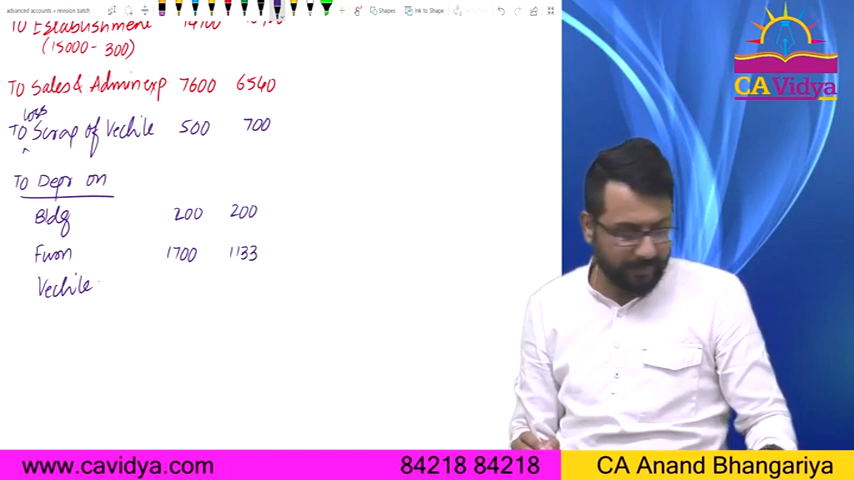 advanced accounts + revision batch
Shapes
Ink to Shape
To Establishment
(15000 - 300)
To Sales & Admin exp 7600 6540
loss
To Scrap of Vechile 500 700
To Depr on
Bldg 200 200
Furn 1700 1133
Vechile
CA Vidya
www.cavidya.com
84218 84218
CA Anand Bhangariya